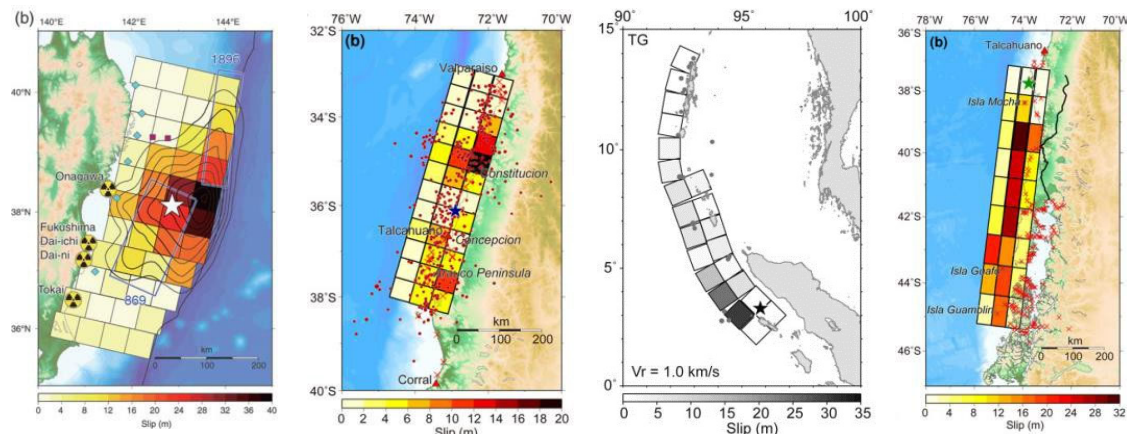 (b)
140°E 142°E 144°E
1896
40°N
Onagawa
38°N
Fukushima
Dai-ichi
Dai-ni
Tokai
869
36°N
km
0 100 200
0 4 8 12 16 20 24 28 32 36 40
Slip (m)
76°W 74°W 72°W 70°W
32°S
(b)
Valparaiso
34°S
Constitucion
36°S
Talcahuano
Concepcion
Arauco Peninsula
38°S
km
0 100 200
Corral
40°S
0 2 4 6 8 10 12 14 16 18 20
Slip (m)
90° 95° 100°
15°
TG
10°
5°
Vr = 1.0 km/s
0°
0 5 10 15 20 25 30 35
Slip (m)
78°W 76°W 74°W 72°W 70°W
36°S
(b)
Talcahuano
38°S
Isla Mocha
40°S
42°S
Isla Guafo
44°S
Isla Guamblin
km
0 100 200
46°S
0 4 8 12 16 20 24 28 32
Slip (m)